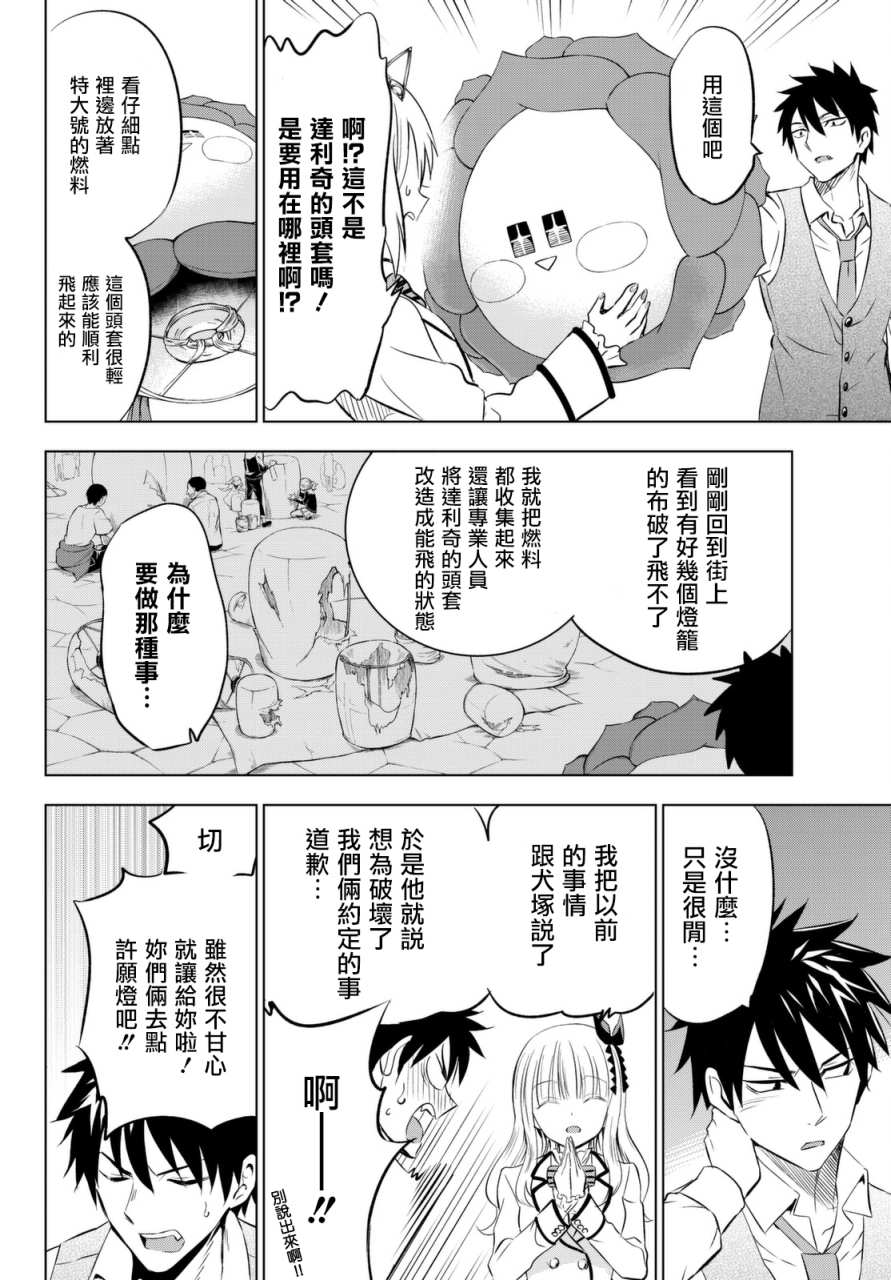 用這個吧
啊!?這不是
達利奇的頭套嗎！
是要用在哪裡啊!?
看仔細點
裡邊放著
特大號的燃料
這個頭套很輕
應該能順利
飛起來的
剛剛回到街上
看到有好幾個燈籠
的布破了飛不了
我就把燃料
都收集起來
還讓專業人員
將達利奇的頭套
改造成能飛的狀態
為什麼
要做那種事…
沒什麼…
只是很閒…
我把以前
的事情
跟犬塚說了
於是他就說
想為破壞了
我們倆約定的事
道歉…
啊——!!
別說出來啊!!
切
雖然很不甘心
就讓給妳啦！
妳們倆去點
許願燈吧!!